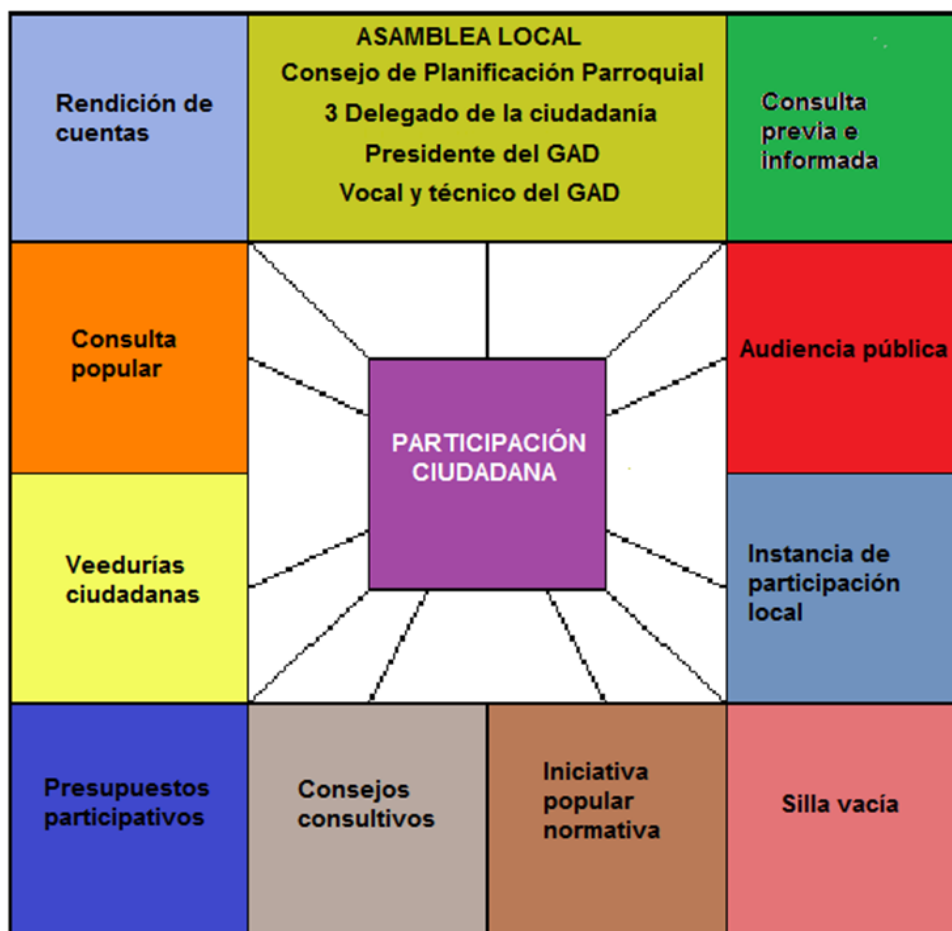 Rendición de
cuentas
ASAMBLEA LOCAL
Consejo de Planificación Parroquial
3 Delegado de la ciudadanía
Presidente del GAD
Vocal y técnico del GAD
Consulta
previa e
informada
Consulta
popular
PARTICIPACIÓN
CIUDADANA
Audiencia pública
Veedurías
ciudadanas
Instancia de
participación
local
Presupuestos
participativos
Consejos
consultivos
Iniciativa
popular
normativa
Silla vacía